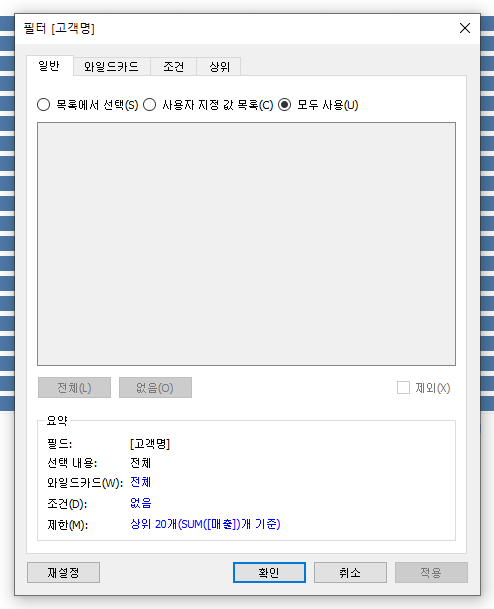 필터 [고객명]
일반 와일드카드 조건 상위
목록에서 선택(S) 사용자 지정 값 목록(C) 모두 사용(U)
전체(L) 없음(O) 제외(X)
요약
필드: [고객명]
선택 내용: 전체
와일드카드(W): 전체
조건(D): 없음
제한(M): 상위 20개(SUM([매출])개 기준)
재설정 확인 취소 적용